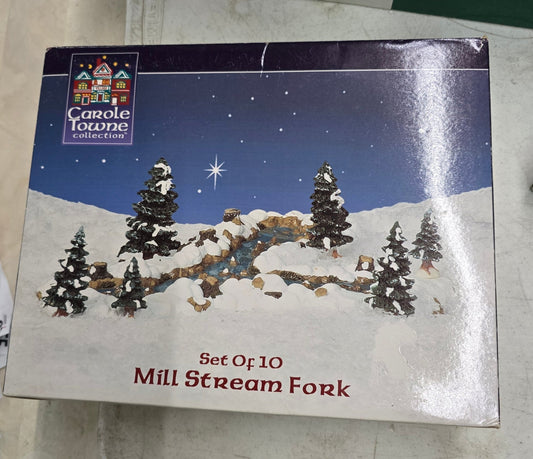 Carole
Towne
collection
Set Of 10
Mill Stream Fork